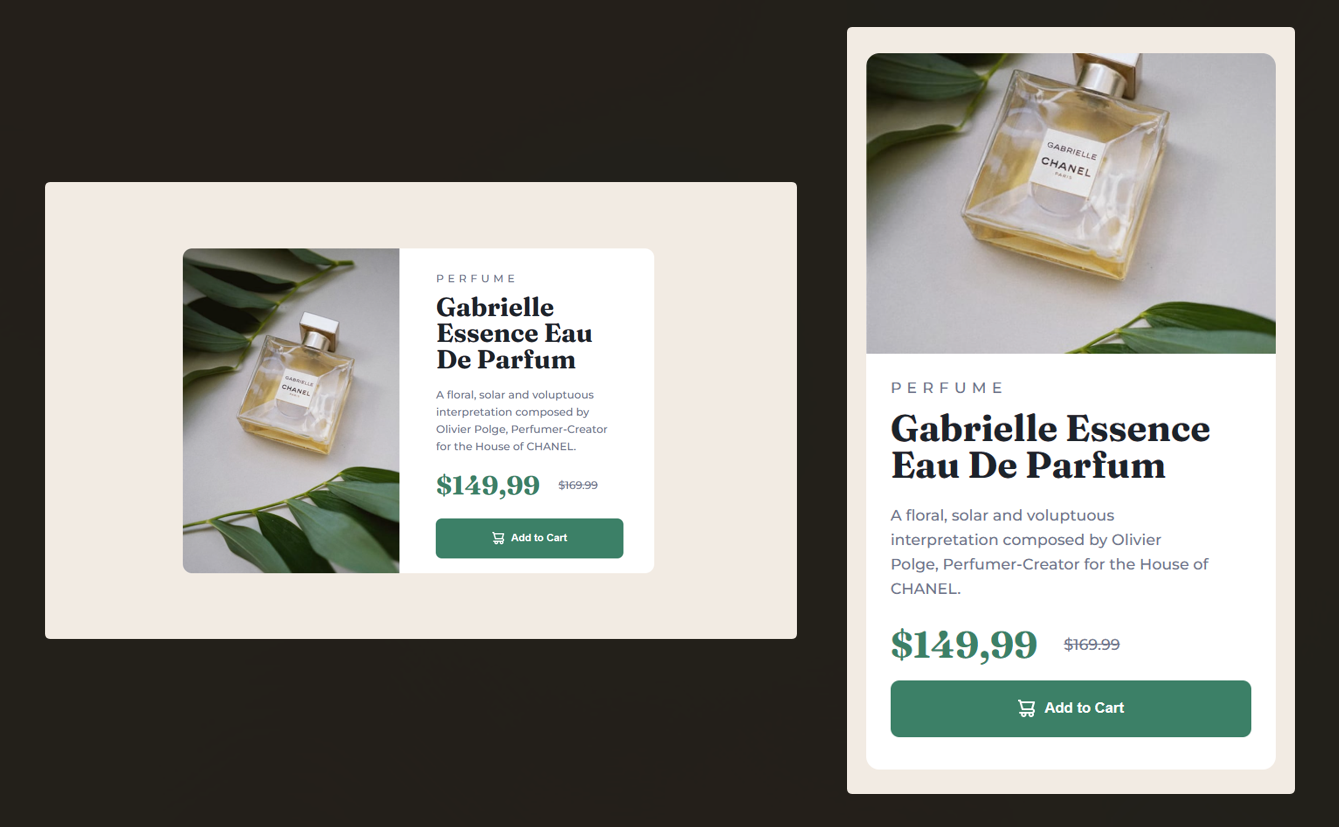 GABRIELLE
CHANEL
PERFUME
Gabrielle
Essence Eau
De Parfum
A floral, solar and voluptuous
interpretation composed by
Olivier Polge, Perfumer-Creator
for the House of CHANEL.
$149,99 $169.99
Add to Cart
GABRIELLE
CHANEL
PARIS
PERFUME
Gabrielle Essence
Eau De Parfum
A floral, solar and voluptuous
interpretation composed by Olivier
Polge, Perfumer-Creator for the House of
CHANEL.
$149,99 $169.99
Add to Cart